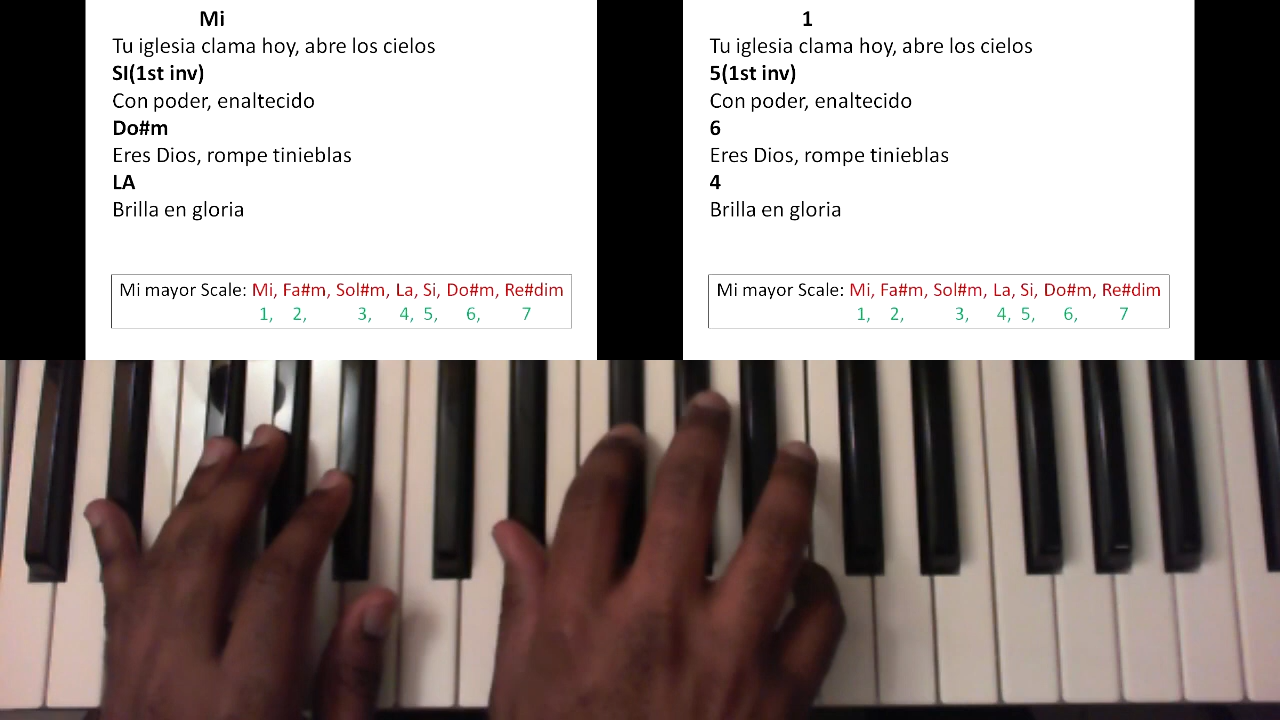 Mi
Tu iglesia clama hoy, abre los cielos
SI(1st inv)
Con poder, enaltecido
Do#m
Eres Dios, rompe tinieblas
LA
Brilla en gloria
Mi mayor Scale: Mi, Fa#m, Sol#m, La, Si, Do#m, Re#dim
1, 2, 3, 4, 5, 6, 7
1
Tu iglesia clama hoy, abre los cielos
5(1st inv)
Con poder, enaltecido
6
Eres Dios, rompe tinieblas
4
Brilla en gloria
Mi mayor Scale: Mi, Fa#m, Sol#m, La, Si, Do#m, Re#dim
1, 2, 3, 4, 5, 6, 7